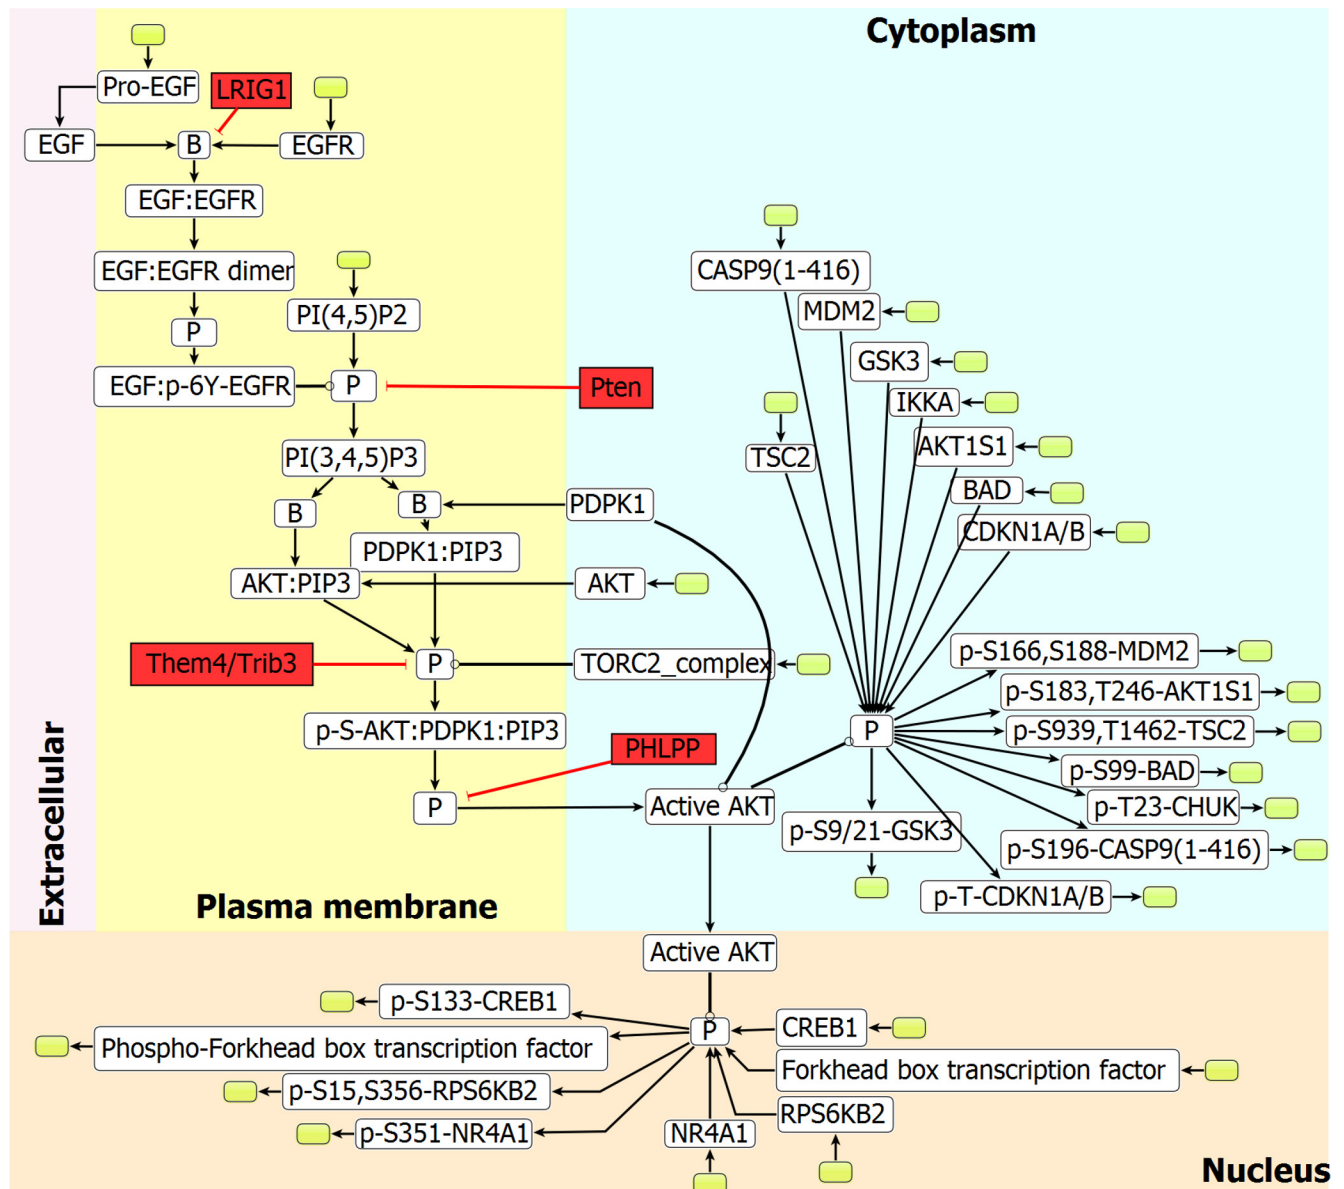 Cytoplasm
Pro-EGF
LRIG1
EGF
B
EGFR
EGF:EGFR
CASP9(1-416)
EGF:EGFR dimer
PI(4,5)P2
MDM2
P
GSK3
EGF:p-6Y-EGFR
P
Pten
IKKA
AKT1S1
PI(3,4,5)P3
TSC2
BAD
B
B
PDPK1
CDKN1A/B
PDPK1:PIP3
AKT:PIP3
AKT
Them4/Trib3
P
TORC2_complex
p-S166,S188-MDM2
p-S183,T246-AKT1S1
p-S-AKT:PDPK1:PIP3
P
p-S939,T1462-TSC2
PHLPP
p-S99-BAD
P
Active AKT
p-T23-CHUK
p-S9/21-GSK3
p-S196-CASP9(1-416)
p-T-CDKN1A/B
Extracellular
Plasma membrane
Active AKT
p-S133-CREB1
P
CREB1
Phospho-Forkhead box transcription factor
Forkhead box transcription factor
p-S15,S356-RPS6KB2
RPS6KB2
p-S351-NR4A1
NR4A1
Nucleus